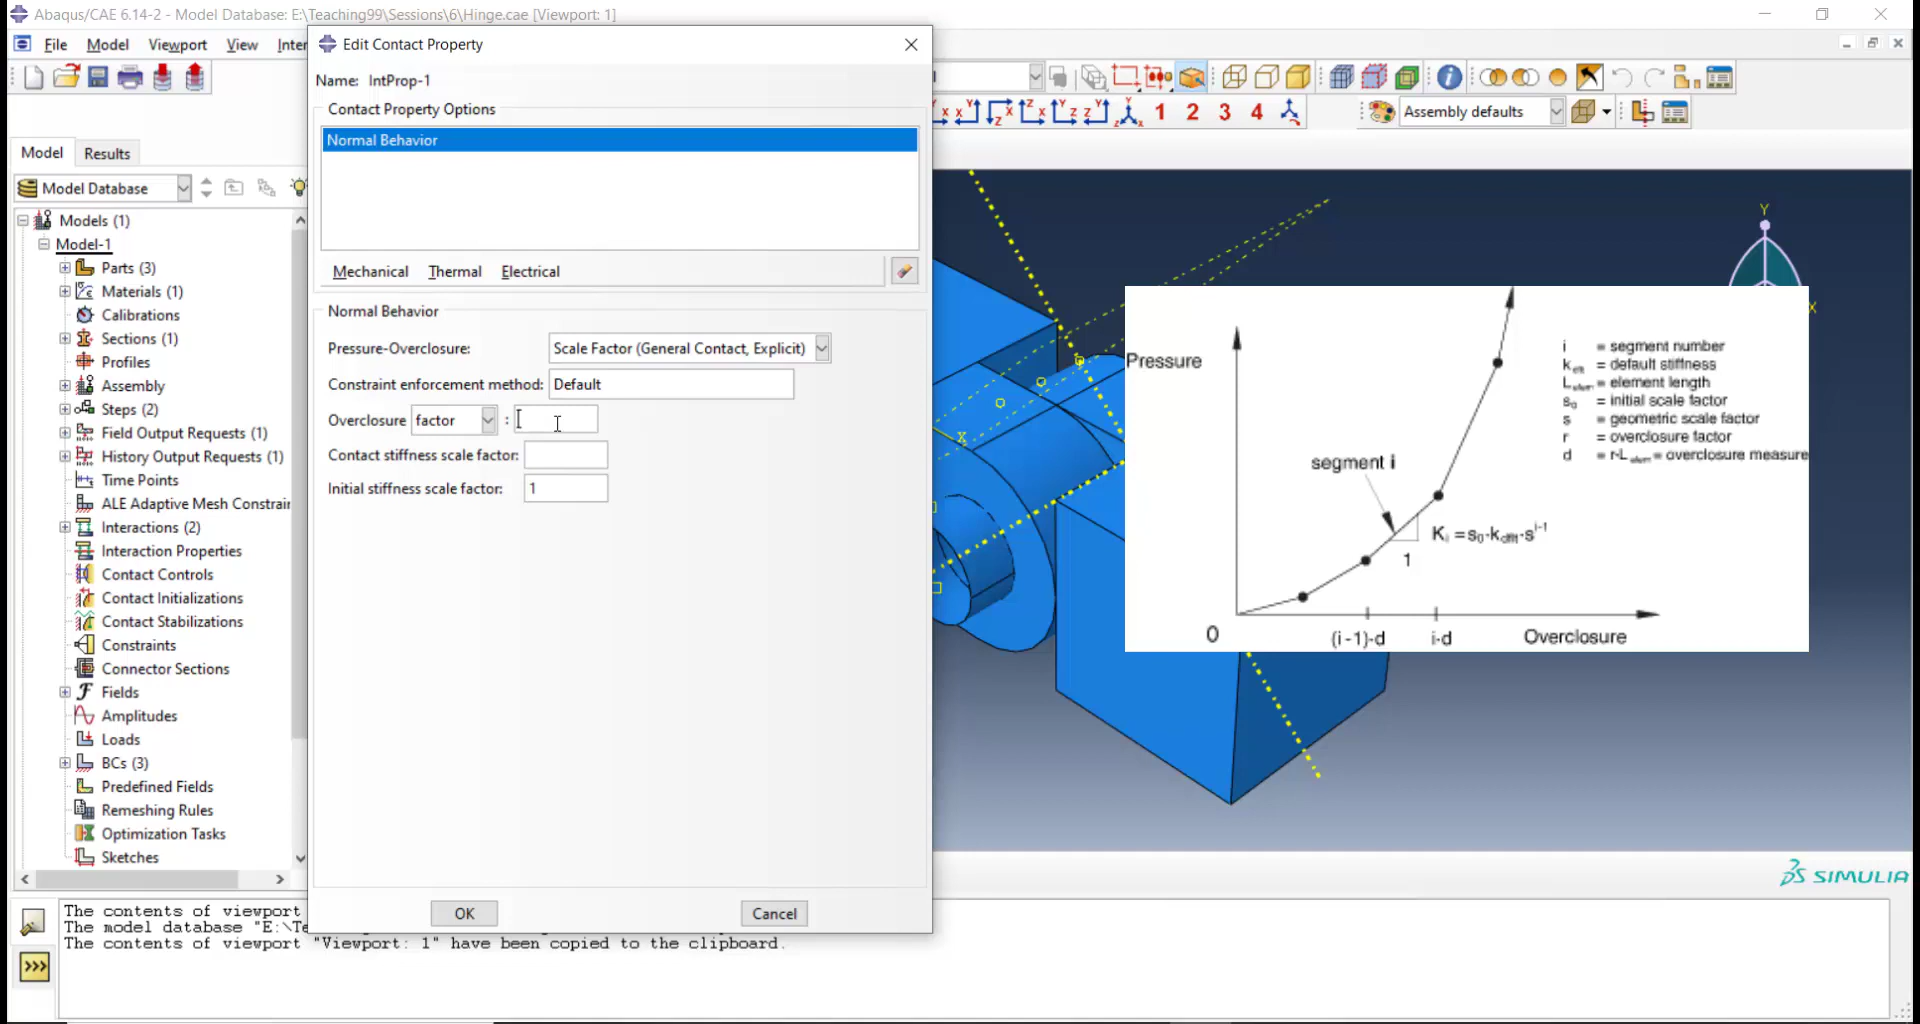 Abaqus/CAE 6.14-2 - Model Database: E:\Teaching99\Sessions\6\Hinge.cae [Viewport: 1]
File Model Viewport View Inter
Edit Contact Property
Name: IntProp-1
Contact Property Options
Normal Behavior
Mechanical Thermal Electrical
Normal Behavior
Pressure-Overclosure: Scale Factor (General Contact, Explicit)
Constraint enforcement method: Default
Overclosure factor :
Contact stiffness scale factor:
Initial stiffness scale factor: 1
OK Cancel
1 2 3 4
Assembly defaults
Model Results
Model Database
Models (1)
Model-1
Parts (3)
Materials (1)
Calibrations
Sections (1)
Profiles
Assembly
Steps (2)
Field Output Requests (1)
History Output Requests (1)
Time Points
ALE Adaptive Mesh Constrain
Interactions (2)
Interaction Properties
Contact Controls
Contact Initializations
Contact Stabilizations
Constraints
Connector Sections
Fields
Amplitudes
Loads
BCs (3)
Predefined Fields
Remeshing Rules
Optimization Tasks
Sketches
Y
X
X
Pressure
i = segment number
= default stiffness
= element length
s₀ = initial scale factor
s = geometric scale factor
r = overclosure factor
d = = overclosure measure
segment i
Kᵢ = s₀·k_dflt·s^i-1
1
0 (i-1)·d i·d Overclosure
SIMULIA
The contents of viewport
The model database "E:\Te
The contents of viewport "Viewport: 1" have been copied to the clipboard.
>>>